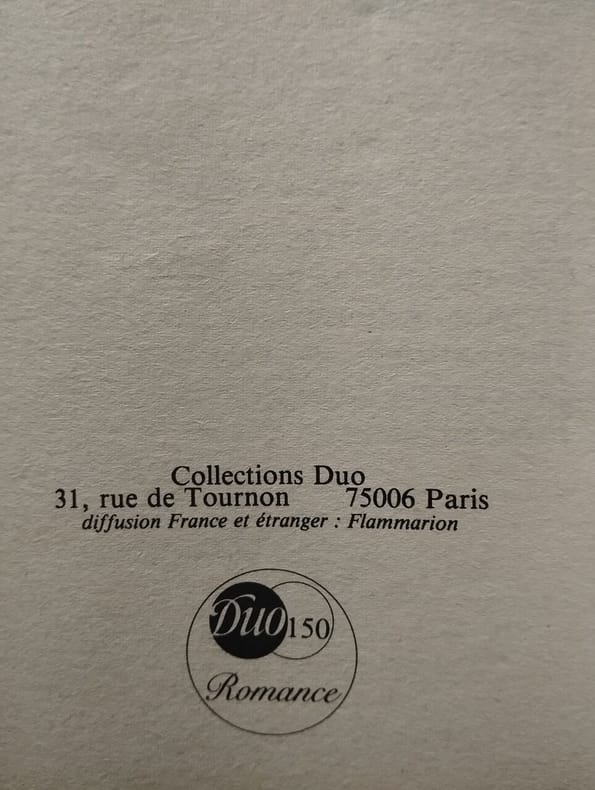 Collections Duo
31, rue de Tournon 75006 Paris
diffusion France et étranger : Flammarion
Duo 150
Romance